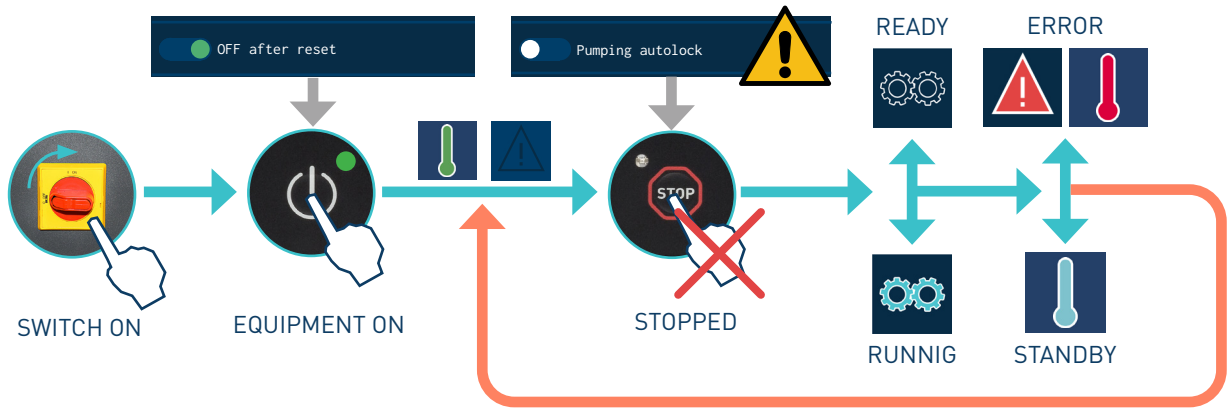 READY
ERROR
OFF after reset
Pumping autolock
STOP
SWITCH ON
EQUIPMENT ON
STOPPED
RUNNIG
STANDBY